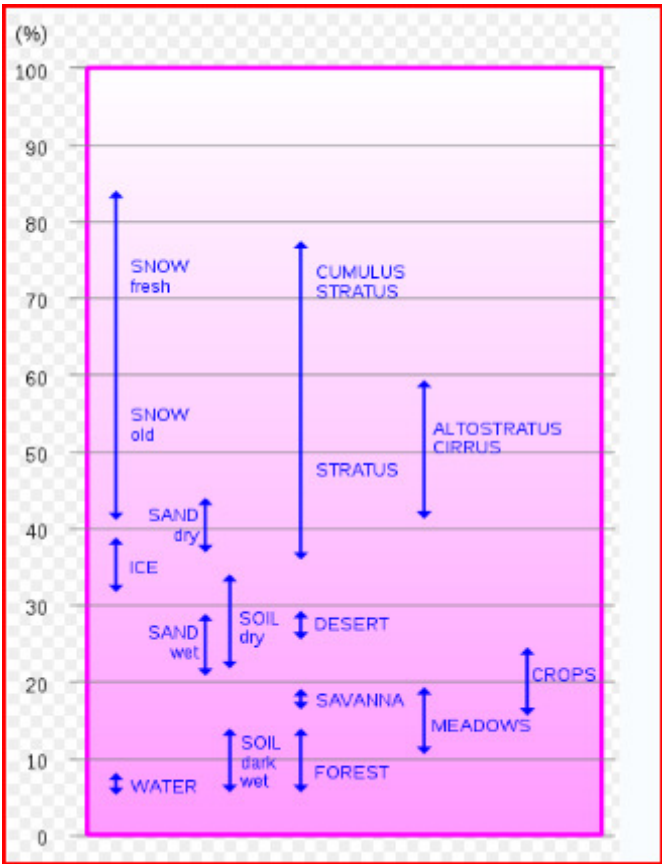 (%)
100
90
80
SNOW
fresh
CUMULUS
STRATUS
70
60
SNOW
old
ALTOSTRATUS
CIRRUS
50
STRATUS
SAND
dry
40
ICE
30
SOIL
dry
DESERT
SAND
wet
20
CROPS
SAVANNA
MEADOWS
SOIL
dark
wet
10
FOREST
WATER
0